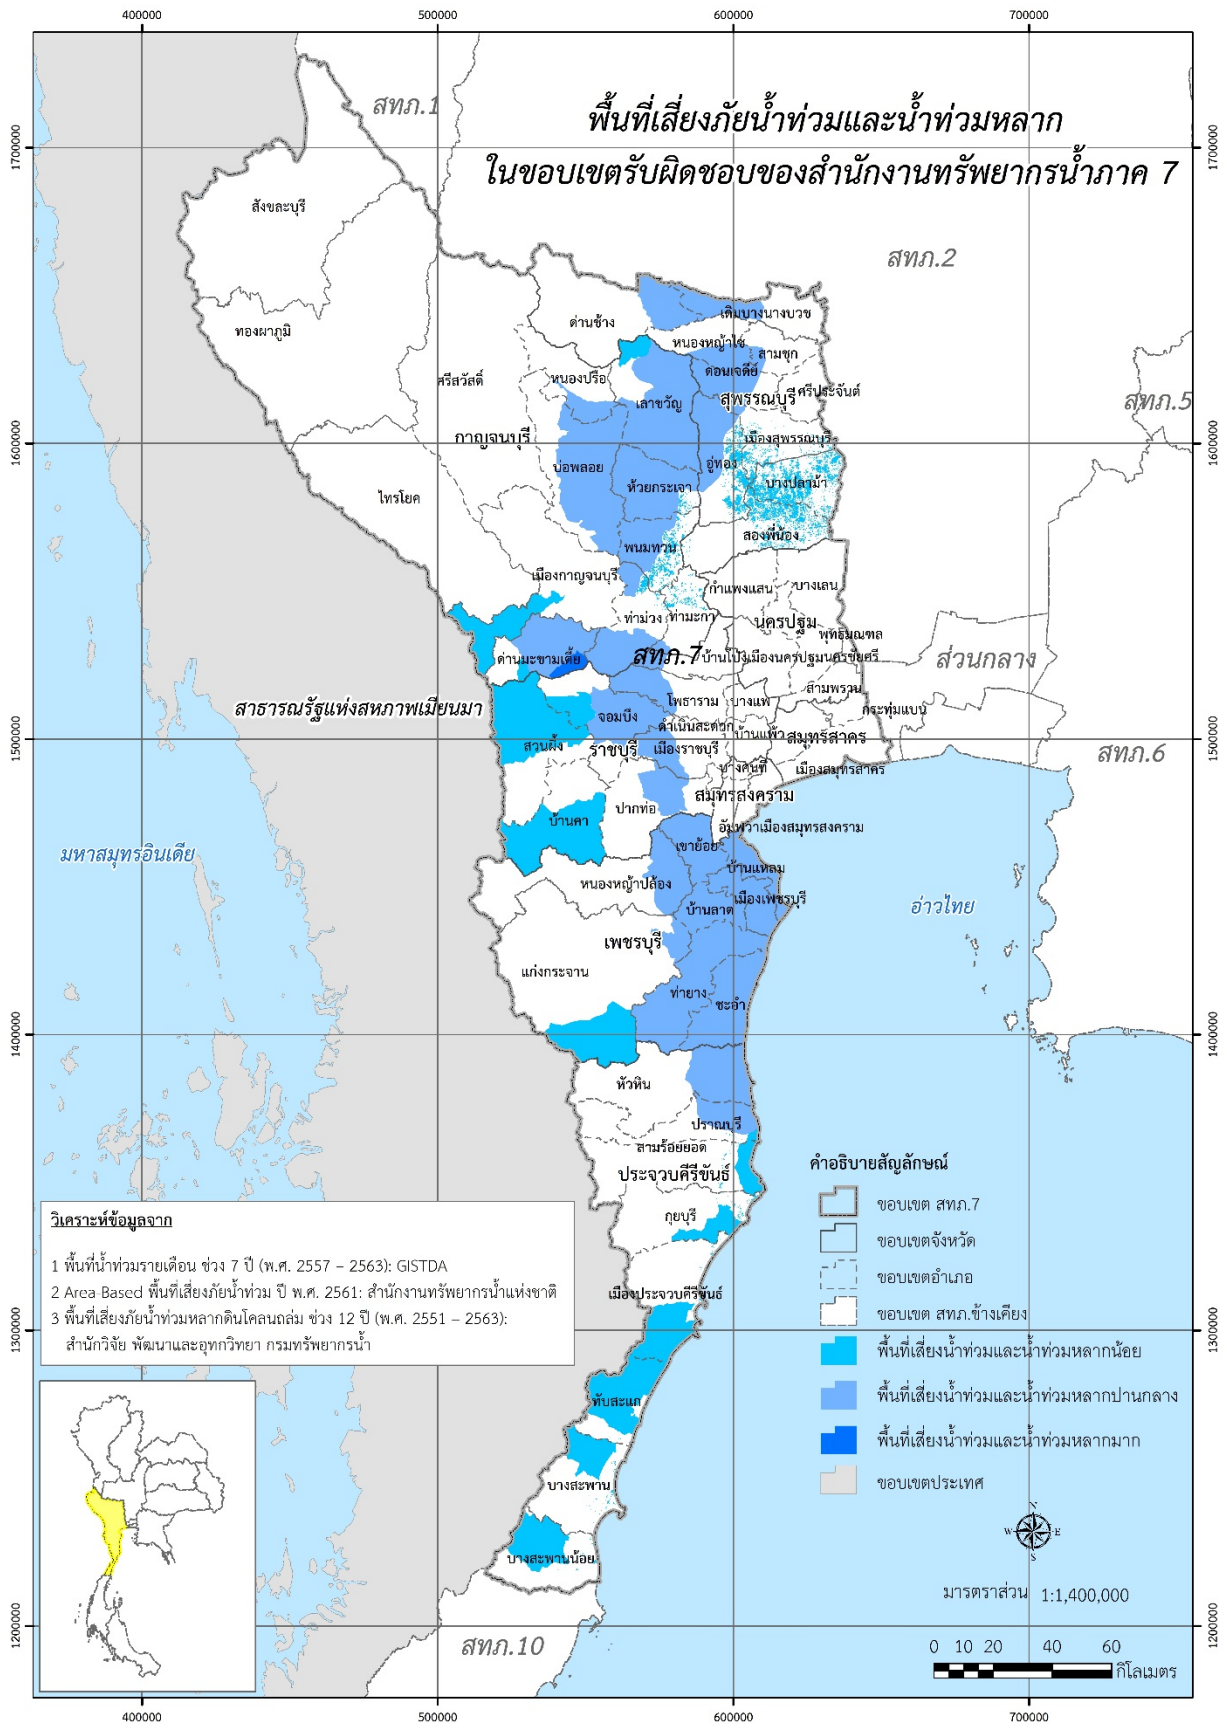 400000
500000
600000
700000
พื้นที่เสี่ยงภัยน้ำท่วมและน้ำท่วมหลาก
ในขอบเขตรับผิดชอบของสำนักงานทรัพยากรน้ำภาค 7
สทภ.1
1700000
1700000
สังขละบุรี
สทภ.2
เดิมบางนางบวช
ด่านช้าง
ทองผาภูมิ
หนองหญ้าไซ
สามชุก
ดอนเจดีย์
หนองปรือ
ศรีสวัสดิ์
สุพรรณบุรี
ศรีประจันต์
เลาขวัญ
สทภ.5
กาญจนบุรี
เมืองสุพรรณบุรี
1600000
1600000
บ่อพลอย
อู่ทอง
บางปลาม้า
ห้วยกระเจา
ไทรโยค
สองพี่น้อง
พนมทวน
เมืองกาญจนบุรี
กำแพงแสน
บางเลน
ท่าม่วง
ท่ามะกา
นครปฐม
พุทธมณฑล
ด่านมะขามเตี้ย
สทภ.7
บ้านโป่ง
เมืองนครปฐม
นครชัยศรี
ส่วนกลาง
สามพราน
สาธารณรัฐแห่งสหภาพเมียนมา
โพธาราม
บางแพ
กระทุ่มแบน
จอมบึง
ดำเนินสะดวก
บ้านแพ้ว
สมุทรสาคร
1500000
1500000
สวนผึ้ง
ราชบุรี
เมืองราชบุรี
สทภ.6
บางคนที
เมืองสมุทรสาคร
สมุทรสงคราม
ปากท่อ
บ้านคา
อัมพวา
เมืองสมุทรสงคราม
เขาย้อย
มหาสมุทรอินเดีย
บ้านแหลม
หนองหญ้าปล้อง
เมืองเพชรบุรี
อ่าวไทย
บ้านลาด
เพชรบุรี
แก่งกระจาน
ท่ายาง
ชะอำ
1400000
1400000
หัวหิน
ปราณบุรี
สามร้อยยอด
ประจวบคีรีขันธ์
กุยบุรี
เมืองประจวบคีรีขันธ์
1300000
1300000
ทับสะแก
บางสะพาน
บางสะพานน้อย
วิเคราะห์ข้อมูลจาก
1 พื้นที่น้ำท่วมรายเดือน ช่วง 7 ปี (พ.ศ. 2557 – 2563): GISTDA
2 Area Based พื้นที่เสี่ยงภัยน้ำท่วม ปี พ.ศ. 2561: สำนักงานทรัพยากรน้ำแห่งชาติ
3 พื้นที่เสี่ยงภัยน้ำท่วมหลากดินโคลนถล่ม ช่วง 12 ปี (พ.ศ. 2551 – 2563):
สำนักวิจัย พัฒนาและอุทกวิทยา กรมทรัพยากรน้ำ
คำอธิบายสัญลักษณ์
ขอบเขต สทภ.7
ขอบเขตจังหวัด
ขอบเขตอำเภอ
ขอบเขต สทภ.ข้างเคียง
พื้นที่เสี่ยงน้ำท่วมและน้ำท่วมหลากน้อย
พื้นที่เสี่ยงน้ำท่วมและน้ำท่วมหลากปานกลาง
พื้นที่เสี่ยงน้ำท่วมและน้ำท่วมหลากมาก
ขอบเขตประเทศ
N
W
E
S
มาตราส่วน 1:1,400,000
1200000
1200000
สทภ.10
0 10 20 40 60
กิโลเมตร
400000
500000
600000
700000